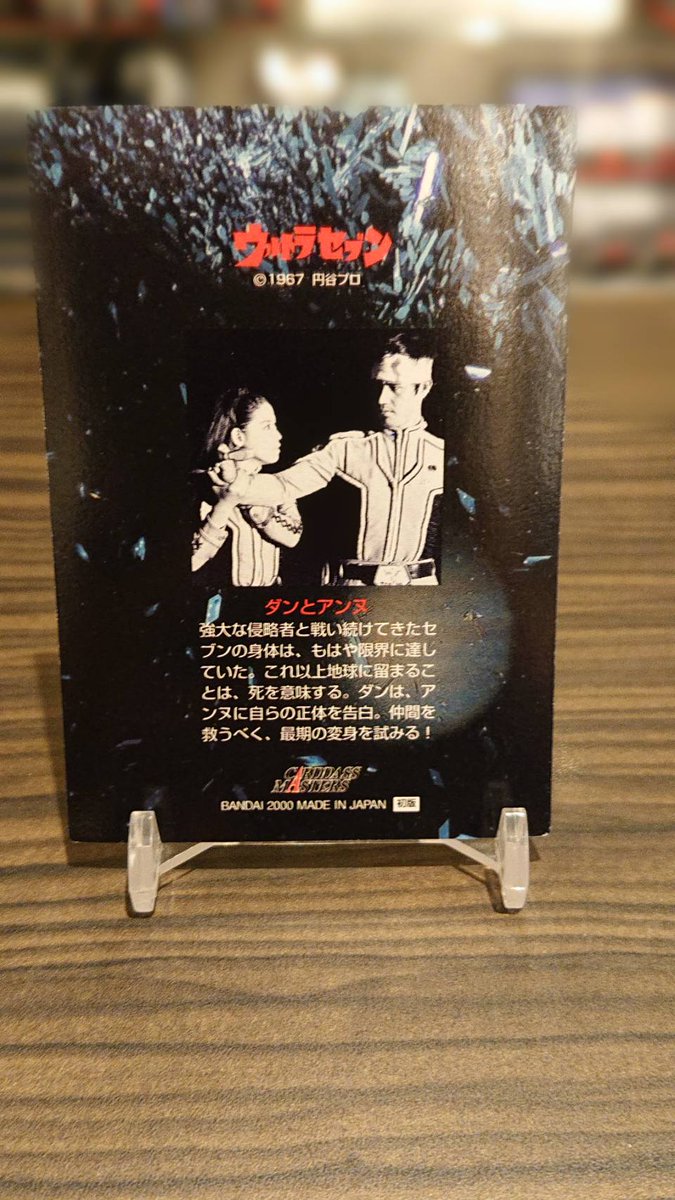 ウルトラセブン
©1967 円谷プロ
ダンとアンヌ
強大な侵略者と戦い続けてきたセ
ブンの身体は、もはや限界に達し
ていた。これ以上地球に留まるこ
とは、死を意味する。ダンは、ア
ンヌに自らの正体を告白。仲間を
救うべく、最期の変身を試みる！
CARDDASS
MASTERS
BANDAI 2000 MADE IN JAPAN 初版